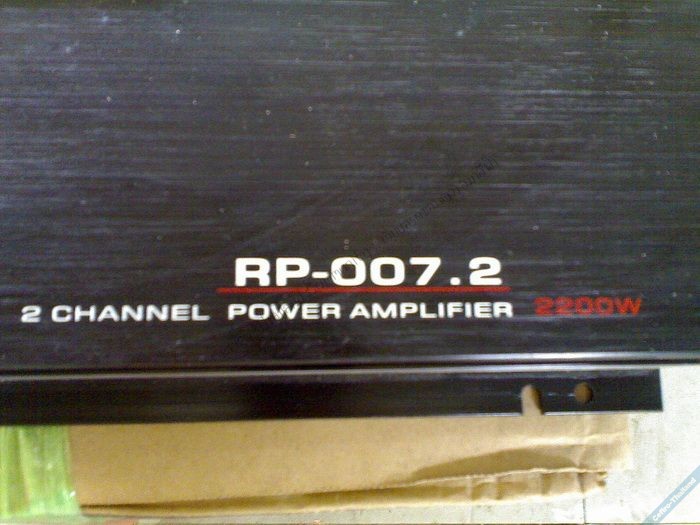 RP-007.2
2 CHANNEL POWER AMPLIFIER 2200W